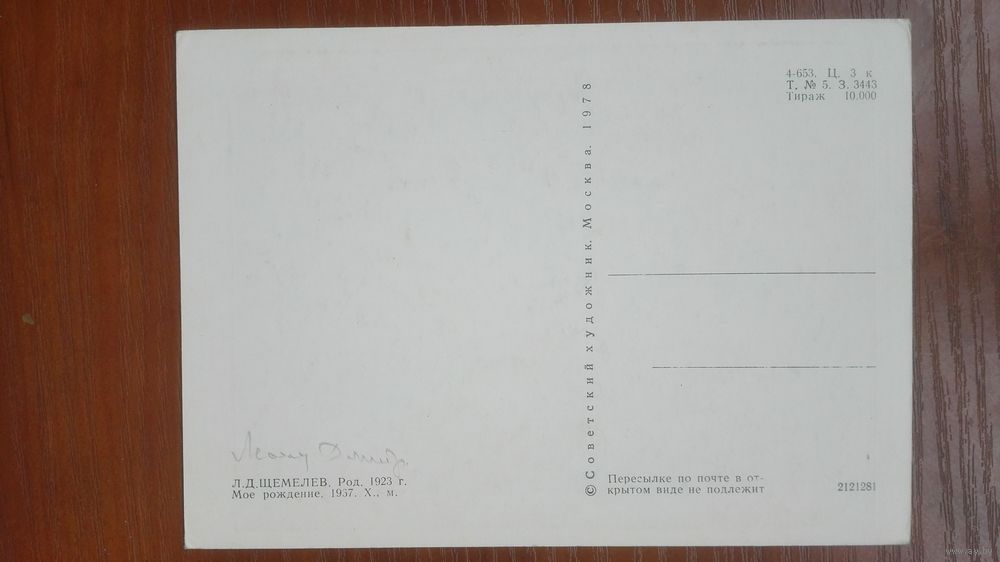 4-653. Ц. 3 к
Т. № 5. З. 3443
Тираж 10.000
© Советский художник. Москва. 1978
Л.Д.ЩЕМЕЛЕВ. Род. 1923 г.
Мое рождение. 1957. Х., м.
Пересылке по почте в от-
крытом виде не подлежит
2121281